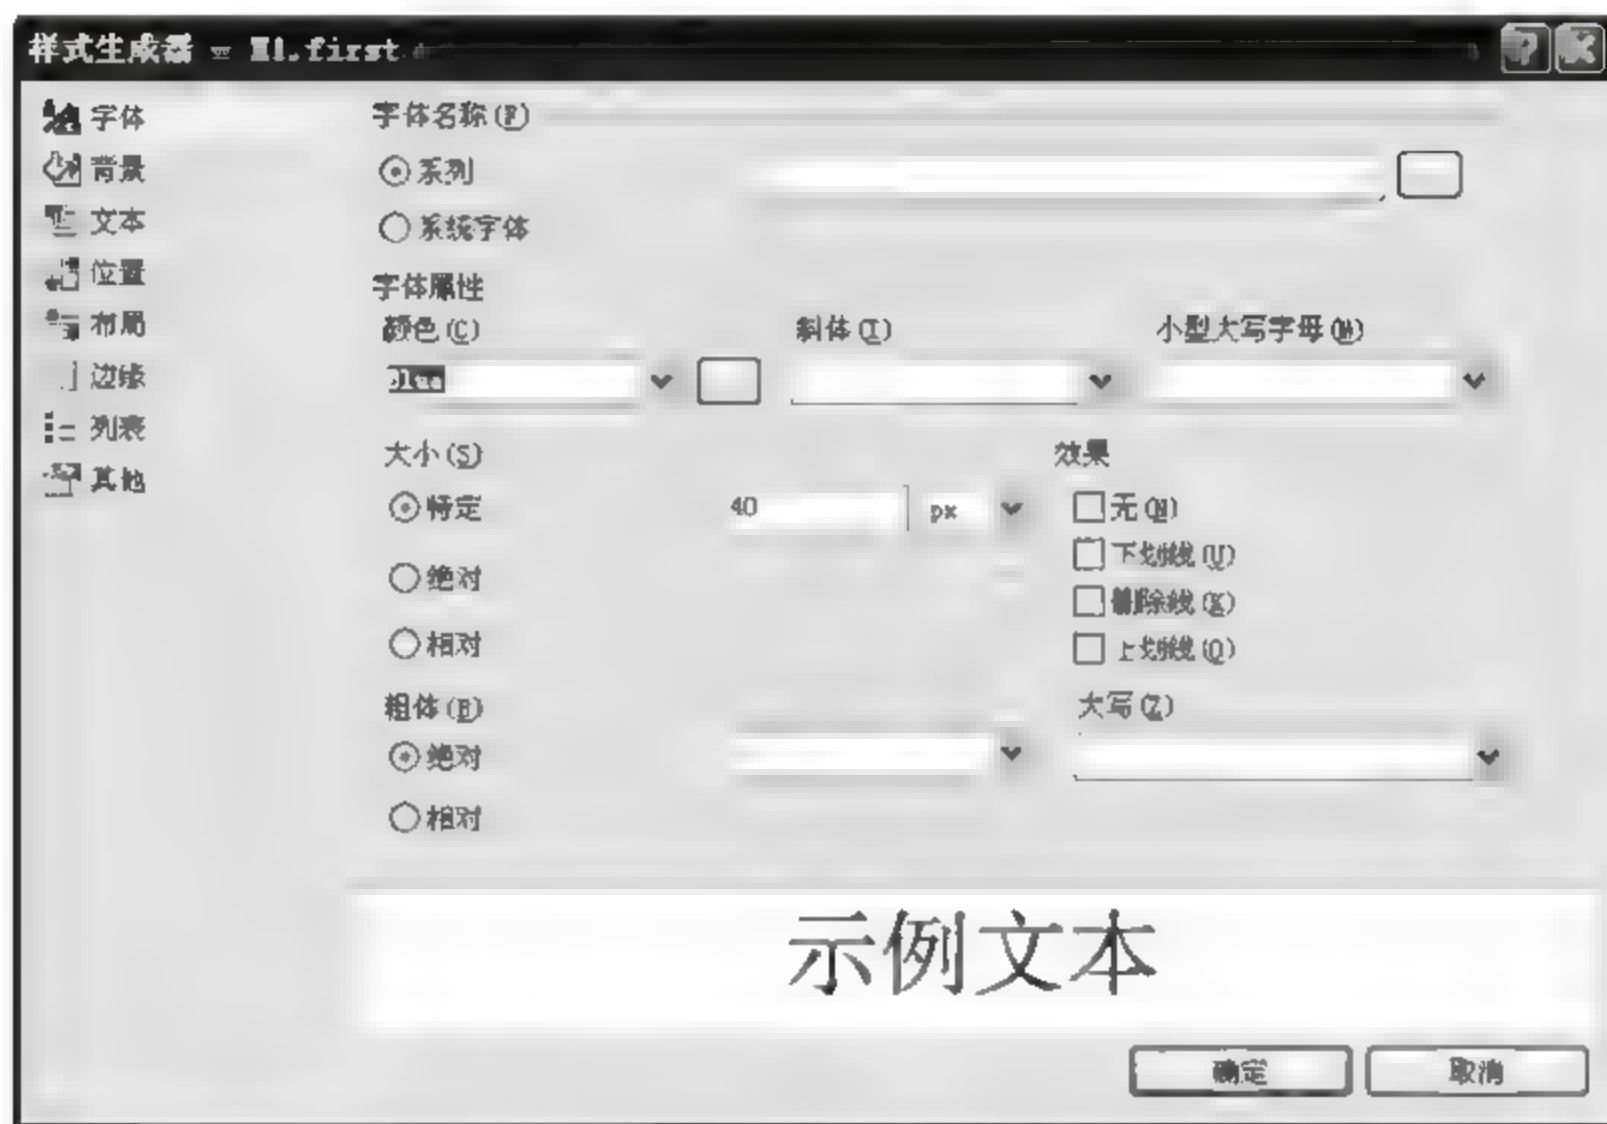 样式生成器 - H1.first
字体
背景
文本
位置
布局
边缘
列表
其他
字体名称(F)
系列
系统字体
字体属性
颜色(C)
斜体(I)
小型大写字母(M)
blue
大小(S)
效果
特定
40
px
无(N)
下划线(U)
绝对
删除线(K)
相对
上划线(O)
粗体(B)
大写(Z)
绝对
相对
示例文本
确定
取消